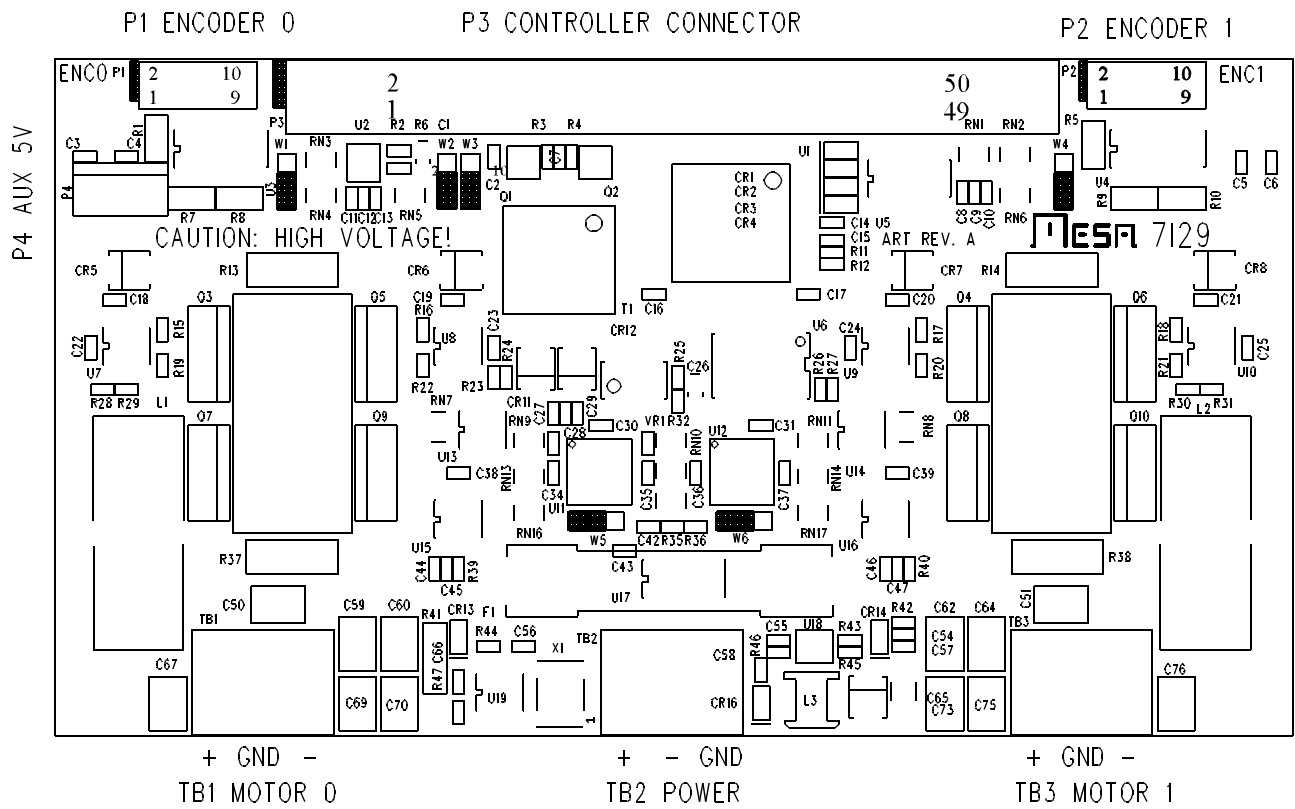 P1 ENCODER 0
P3 CONTROLLER CONNECTOR
P2 ENCODER 1
ENC0 P1
2 10
1 9
2
1
50
49
P2
2 10
1 9
ENC1
P4 AUX 5V
C3 C4 R1 P3 W1 RN3 U2 R2 R6 C1 W2 W3 R3 R4 C7 U1 RN1 RN2 W4 R5
P4 R7 R8 U3 RN4 C11 C12 C13 RN5 2 10 C2 Q1 Q2
CR1
CR2
CR3
CR4
C14 U5
C15
R11
R12
C8 C9 C10 RN6 R9 U4 R10 C5 C6
CAUTION: HIGH VOLTAGE!
ART REV. A
MESA 7129
CR5 R13 CR6 CR7 R14 CR8
C18 Q3 Q5 C19 R16 T1 C16 C17 C20 Q4 Q6 C21
CR12
C22 U7 R15 R19 U8 R22 C23 R24 R23 R25 C26 U6 R26 R27 C24 U9 R17 R20 R18 R21 U10 C25
R28 R29 L1 RN7 CR11 C27 C29 RN8 R30 R31 L2
Q7 Q9 RN9 C28 C30 VR1 R32 RN10 U12 C31 RN11 Q8 Q10
U13 C38 RN13 C34 U11 C35 C36 C37 RN14 U14 C39
RN16 W5 C42 R35 R36 W6 RN17 U16
R37 U15 C44 C45 R39 C43 U17 C46 C47 R40 R38
C50 TB1 C59 C60 R41 CR13 F1 R44 C56 TB2 C58 R46 C55 U18 R43 CR14 R42 C62 C64 C51 TB3
C54
C57
C67 C66 R47 X1 R45 C76
C69 C70 U19 1 CR16 L3 C65 C73 C75
+ GND -
+ - GND
+ GND -
TB1 MOTOR 0
TB2 POWER
TB3 MOTOR 1